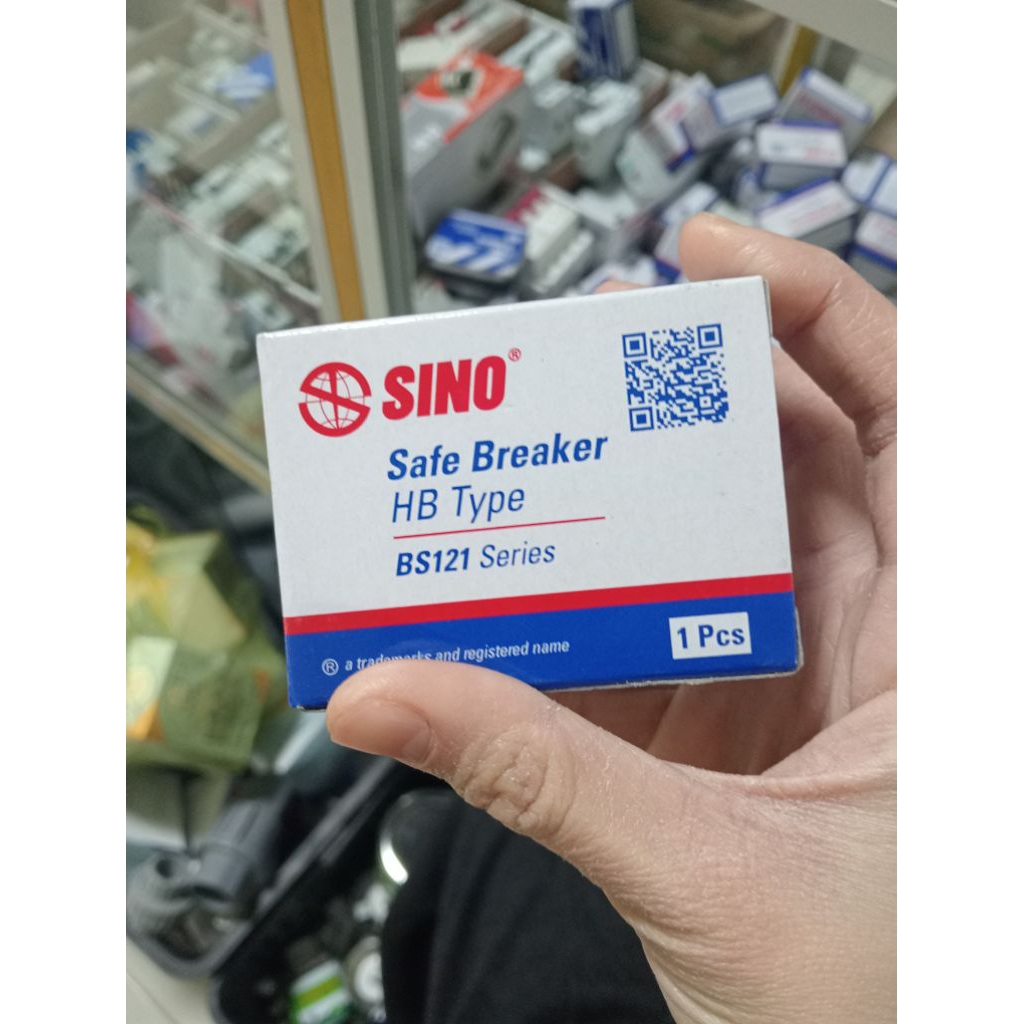 SINO®
Safe Breaker
HB Type
BS121 Series
1 Pcs
® a trademarks and registered name